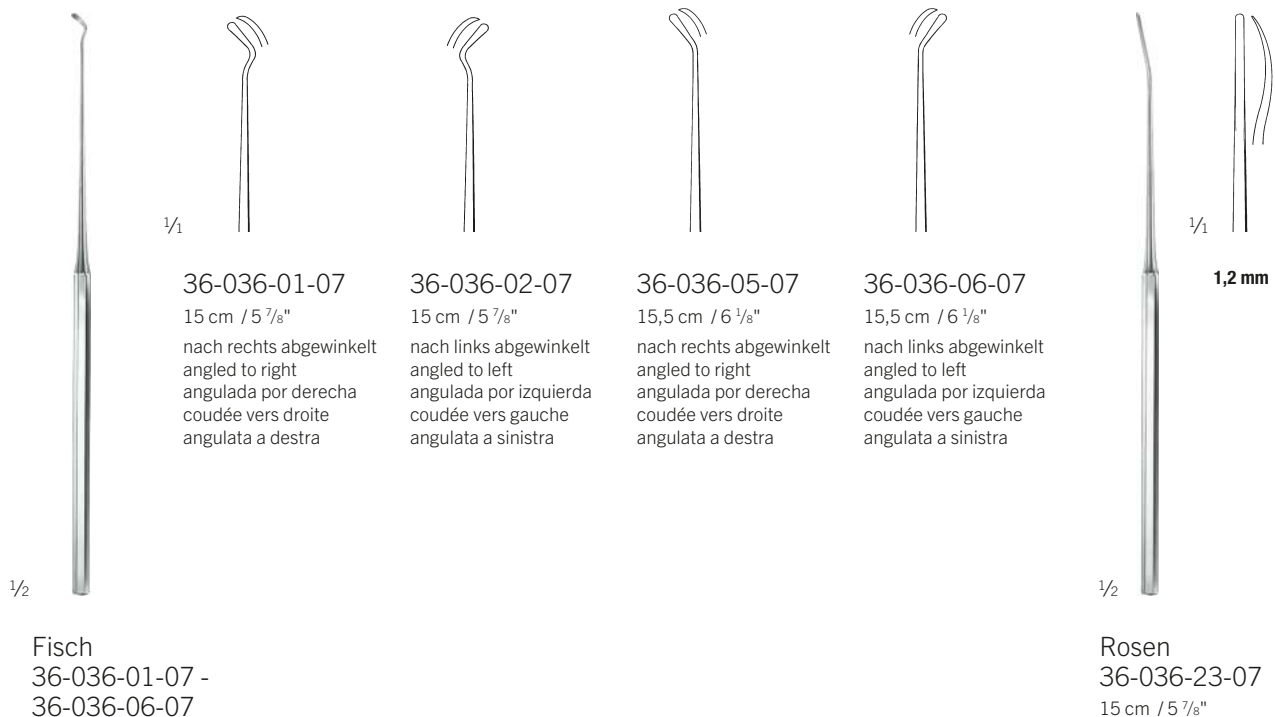 1/1
36-036-01-07
15 cm / 5 7/8"
nach rechts abgewinkelt
angled to right
angulada por derecha
coudée vers droite
angulata a destra
36-036-02-07
15 cm / 5 7/8"
nach links abgewinkelt
angled to left
angulada por izquierda
coudée vers gauche
angulata a sinistra
36-036-05-07
15,5 cm / 6 1/8"
nach rechts abgewinkelt
angled to right
angulada por derecha
coudée vers droite
angulata a destra
36-036-06-07
15,5 cm / 6 1/8"
nach links abgewinkelt
angled to left
angulada por izquierda
coudée vers gauche
angulata a sinistra
1/1
1,2 mm
1/2
Fisch
36-036-01-07 -
36-036-06-07
1/2
Rosen
36-036-23-07
15 cm / 5 7/8"